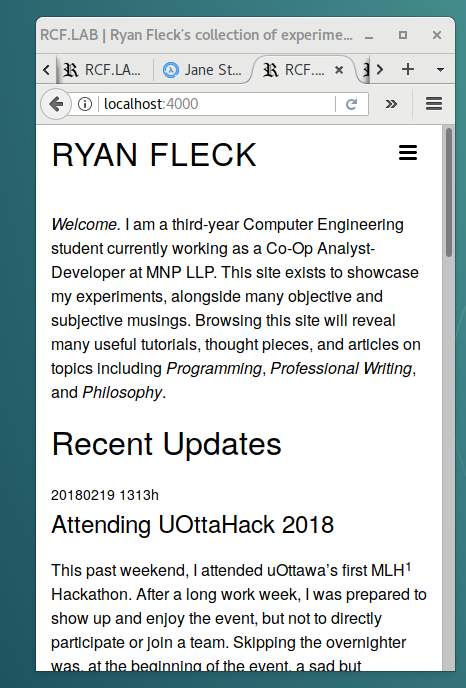 RCF.LAB | Ryan Fleck's collection of experime...
RCF.LA... Jane St... RCF....
localhost:4000
RYAN FLECK
Welcome. I am a third-year Computer Engineering
student currently working as a Co-Op Analyst-
Developer at MNP LLP. This site exists to showcase
my experiments, alongside many objective and
subjective musings. Browsing this site will reveal
many useful tutorials, thought pieces, and articles on
topics including Programming, Professional Writing,
and Philosophy.
Recent Updates
20180219 1313h
Attending UOttaHack 2018
This past weekend, I attended uOttawa’s first MLH¹
Hackathon. After a long work week, I was prepared to
show up and enjoy the event, but not to directly
participate or join a team. Skipping the overnighter
was, at the beginning of the event, a sad but